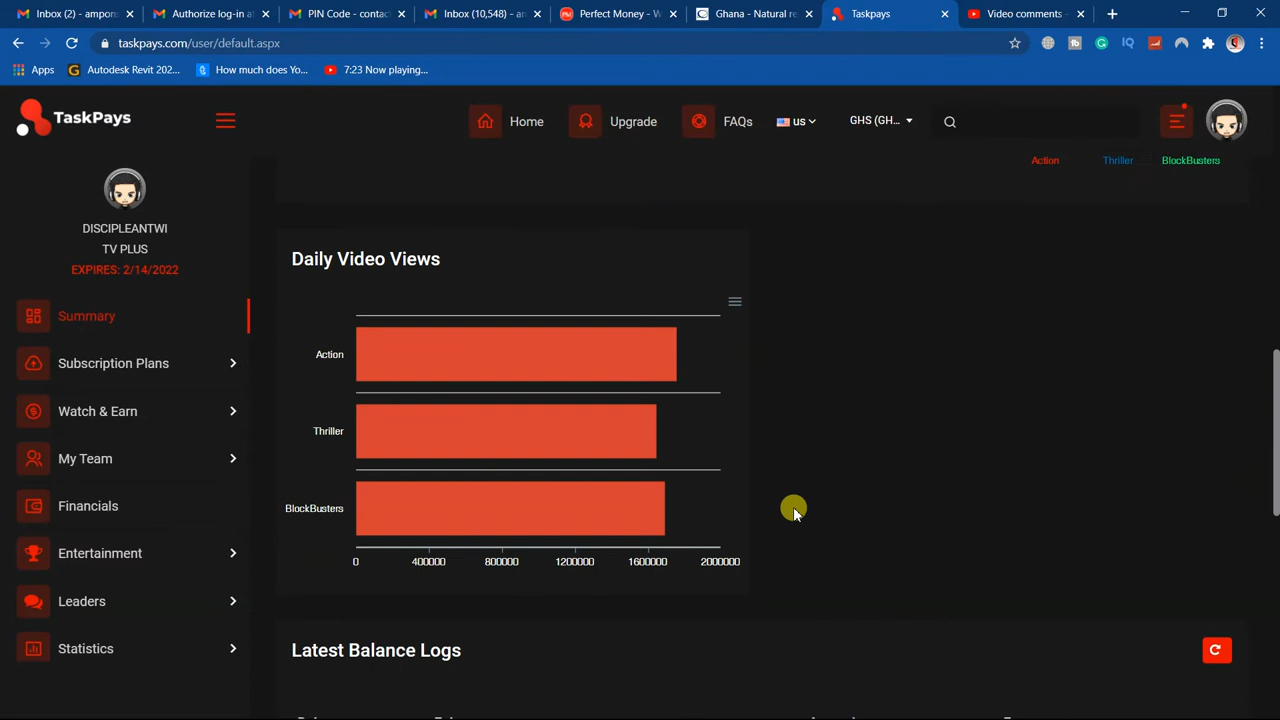 Inbox (2) - ampons
Authorize log-in at
PIN Code - contac
Inbox (10,548) - an
Perfect Money - W
Ghana - Natural re
Taskpays
Video comments -
taskpays.com/user/default.aspx
Apps
Autodesk Revit 202...
How much does Yo...
7:23 Now playing...
TaskPays
Home
Upgrade
FAQs
us
GHS (GH...
Action
Thriller
BlockBusters
DISCIPLEANTWI
TV PLUS
EXPIRES: 2/14/2022
Summary
Subscription Plans
Watch & Earn
My Team
Financials
Entertainment
Leaders
Statistics
Daily Video Views
Action
Thriller
BlockBusters
0 400000 800000 1200000 1600000 2000000
Latest Balance Logs